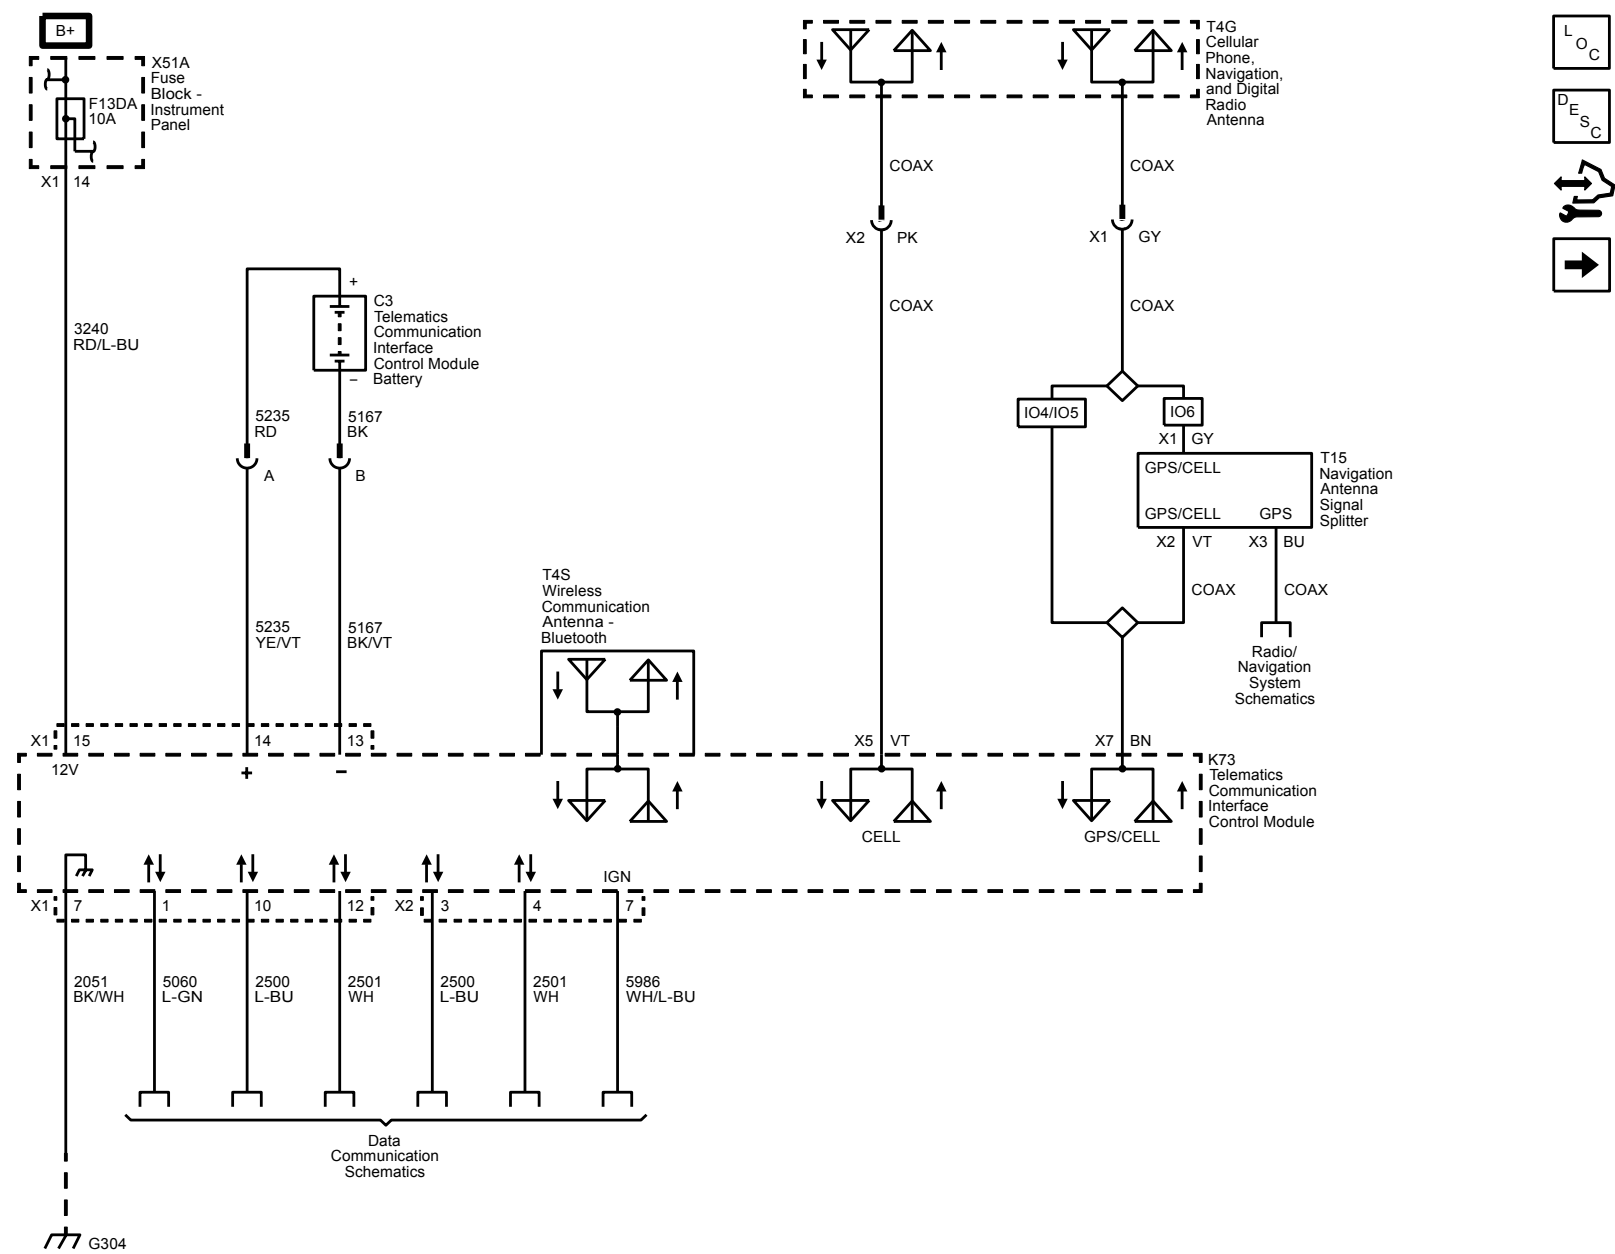 B+
X51A
Fuse
Block -
Instrument
Panel
F13DA
10A
X1 14
T4G
Cellular
Phone,
Navigation,
and Digital
Radio
Antenna
L O C
D E S C
COAX
COAX
X2 PK
X1 GY
COAX
COAX
+
C3
Telematics
Communication
Interface
Control Module
Battery
–
3240
RD/L-BU
5235
RD
5167
BK
A
B
IO4/IO5
IO6
X1 GY
GPS/CELL
GPS/CELL GPS
T15
Navigation
Antenna
Signal
Splitter
X2 VT
X3 BU
COAX
COAX
Radio/
Navigation
System
Schematics
5235
YE/VT
5167
BK/VT
T4S
Wireless
Communication
Antenna -
Bluetooth
X1 15 14 13
X5 VT
X7 BN
12V + –
K73
Telematics
Communication
Interface
Control Module
CELL
GPS/CELL
IGN
X1 7 1 10 12 X2 3 4 7
2051
BK/WH
5060
L-GN
2500
L-BU
2501
WH
2500
L-BU
2501
WH
5986
WH/L-BU
Data
Communication
Schematics
G304